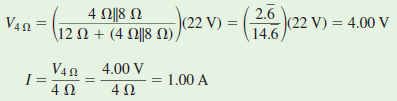 V4 Ω = (4 Ω||8 Ω / 12 Ω + (4 Ω||8 Ω))(22 V) = (2.6̅ / 14.6̅)(22 V) = 4.00 V
I = V4 Ω / 4 Ω = 4.00 V / 4 Ω = 1.00 A